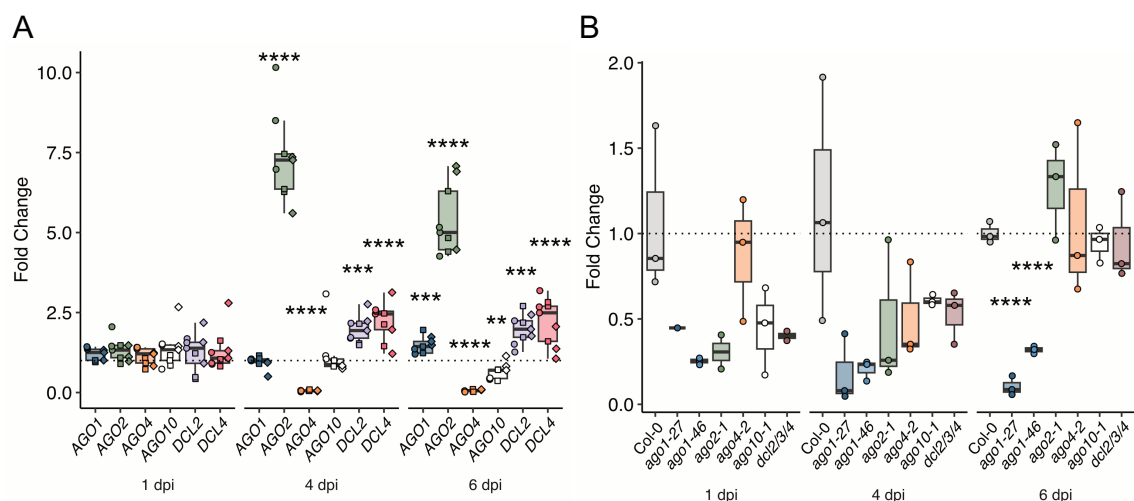 A
Fold Change
10.0
7.5
5.0
2.5
0.0
****
****
***
****
***
****
****
**
***
****
AGO1 AGO2 AGO4 AGO10 DCL2 DCL4
AGO1 AGO2 AGO4 AGO10 DCL2 DCL4
AGO1 AGO2 AGO4 AGO10 DCL2 DCL4
1 dpi 4 dpi 6 dpi
B
Fold Change
2.0
1.5
1.0
0.5
0.0
****
****
Col-0 ago1-27 ago1-46 ago2-1 ago4-2 ago10-1 dcl2/3/4
Col-0 ago1-27 ago1-46 ago2-1 ago4-2 ago10-1 dcl2/3/4
Col-0 ago1-27 ago1-46 ago2-1 ago4-2 ago10-1 dcl2/3/4
1 dpi 4 dpi 6 dpi